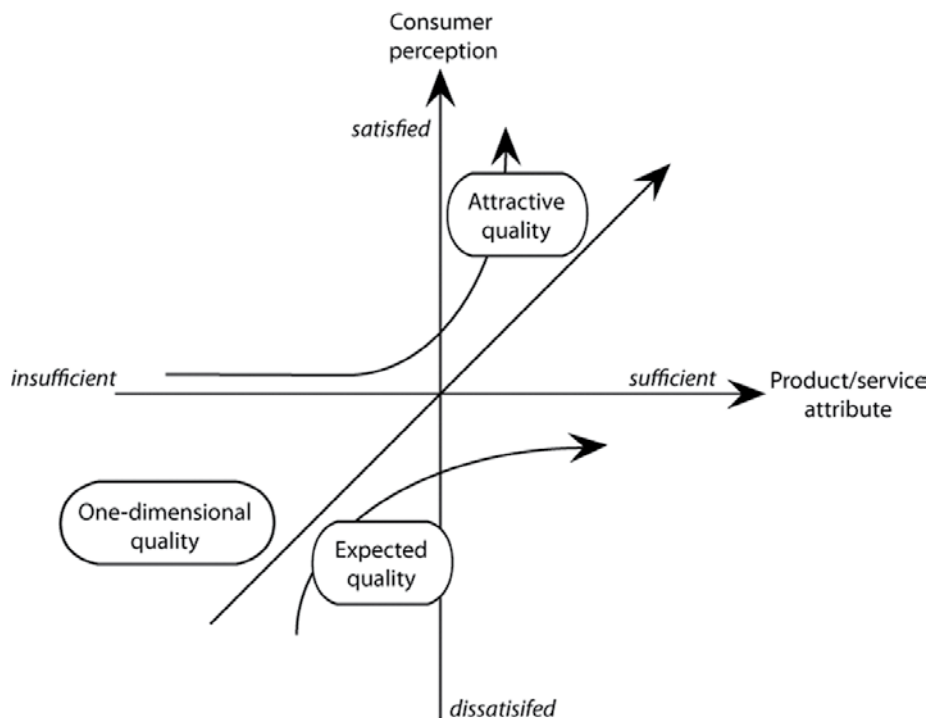 Consumer
perception
satisfied
Attractive
quality
insufficient
sufficient
Product/service
attribute
One-dimensional
quality
Expected
quality
dissatisifed